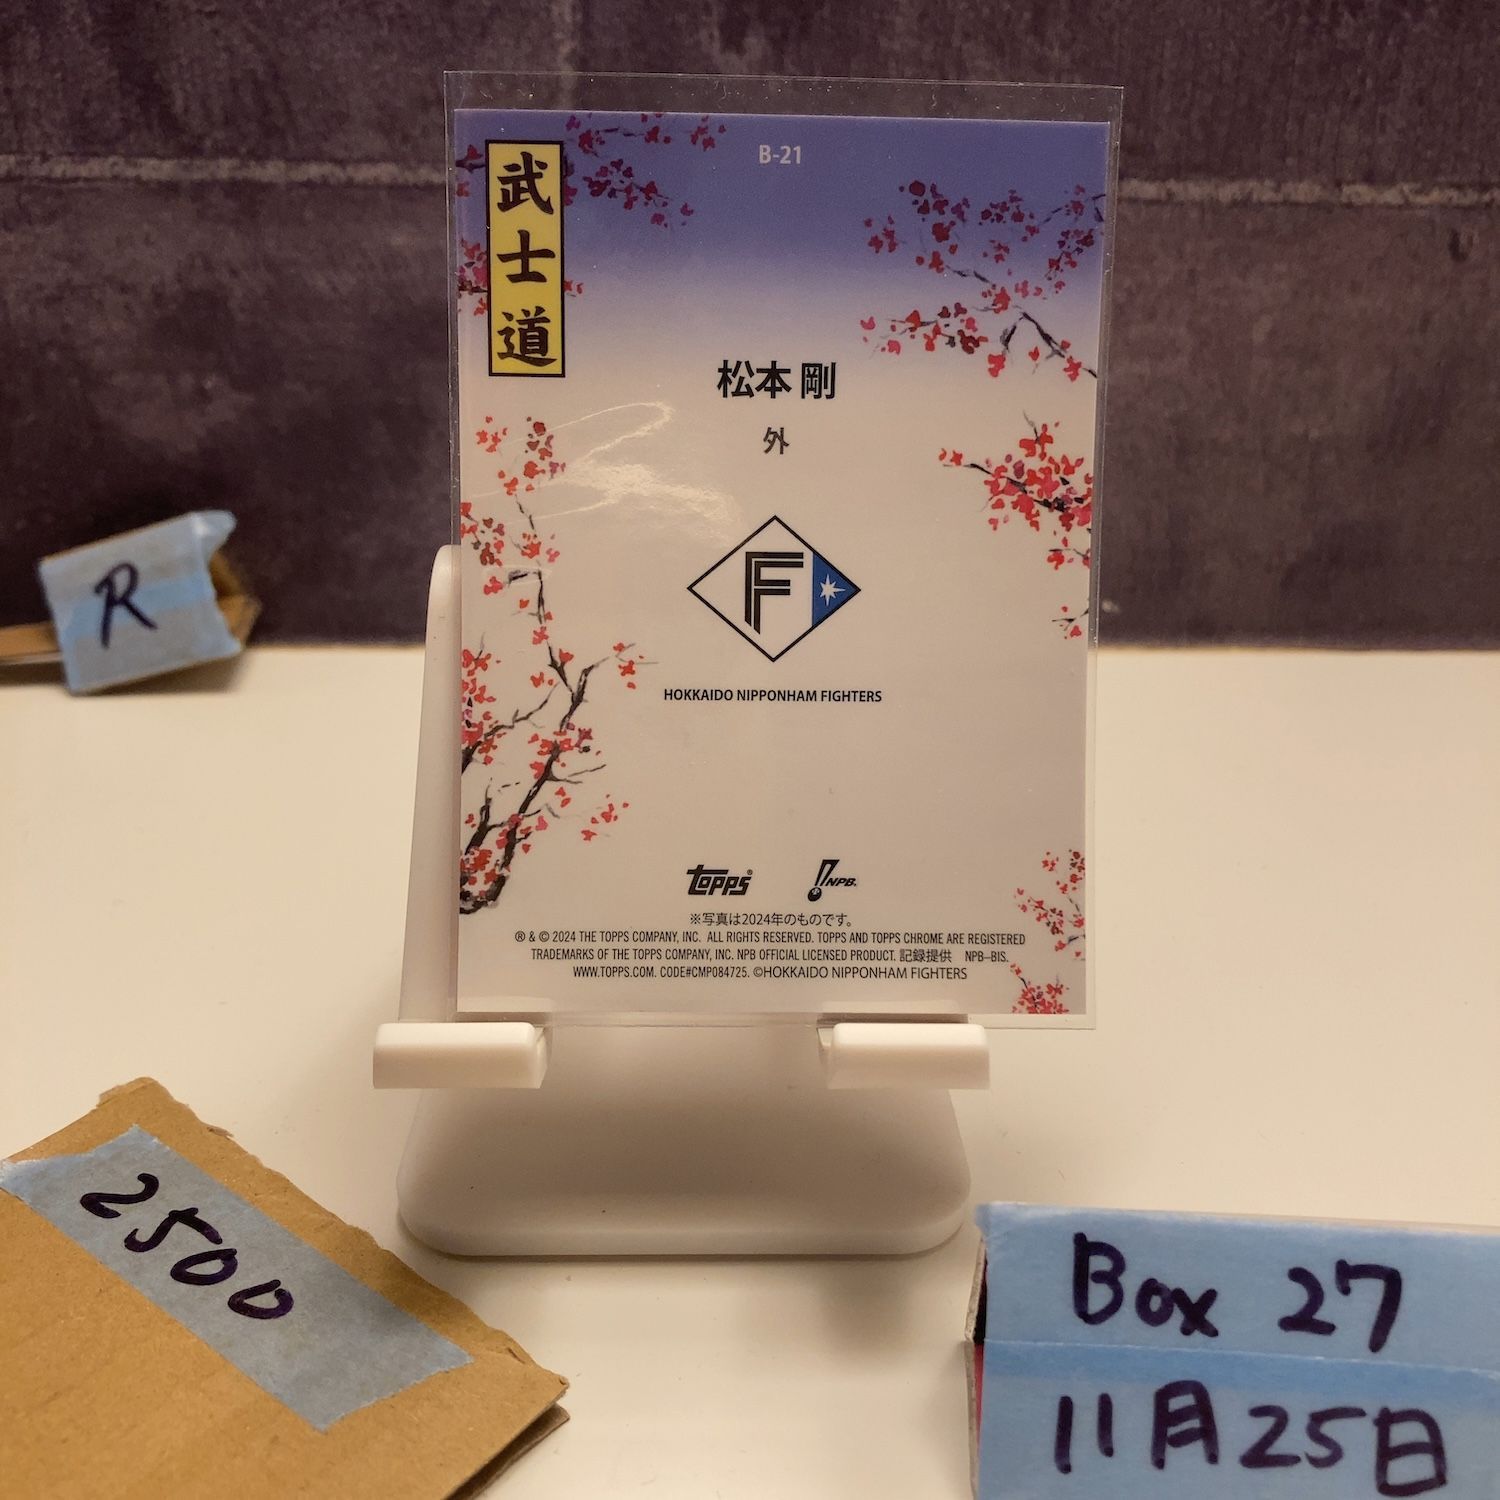 B-21
武士道
松本 剛
外
F
HOKKAIDO NIPPONHAM FIGHTERS
topps® NPB.
※写真は2024年のものです。
® & © 2024 THE TOPPS COMPANY, INC. ALL RIGHTS RESERVED. TOPPS AND TOPPS CHROME ARE REGISTERED
TRADEMARKS OF THE TOPPS COMPANY, INC. NPB OFFICIAL LICENSED PRODUCT. 記録提供 NPB–BIS.
WWW.TOPPS.COM. CODE#CMP084725. ©HOKKAIDO NIPPONHAM FIGHTERS
R
2500
Box 27
11月25日